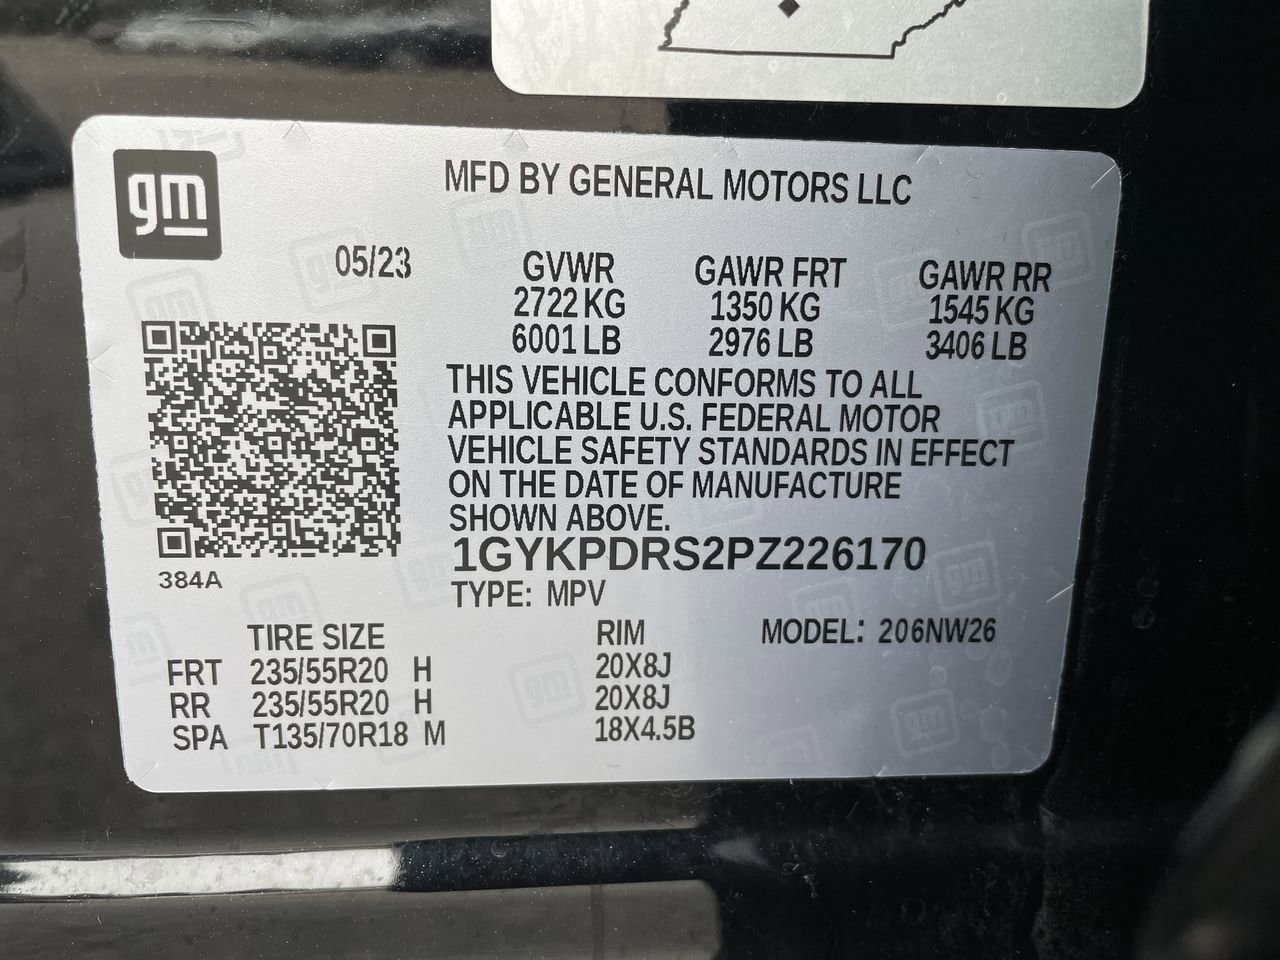 gm
MFD BY GENERAL MOTORS LLC
05/23 GVWR GAWR FRT GAWR RR
2722 KG 1350 KG 1545 KG
6001 LB 2976 LB 3406 LB
THIS VEHICLE CONFORMS TO ALL
APPLICABLE U.S. FEDERAL MOTOR
VEHICLE SAFETY STANDARDS IN EFFECT
ON THE DATE OF MANUFACTURE
SHOWN ABOVE.
384A
1GYKPDRS2PZ226170
TYPE: MPV
TIRE SIZE RIM MODEL: 206NW26
FRT 235/55R20 H 20X8J
RR 235/55R20 H 20X8J
SPA T135/70R18 M 18X4.5B